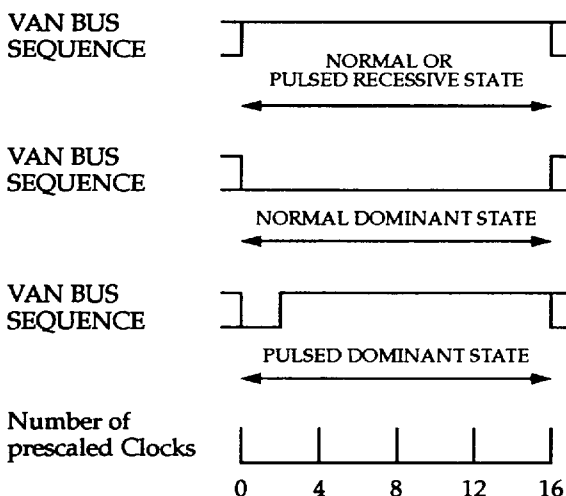 VAN BUS
SEQUENCE
NORMAL OR
PULSED RECESSIVE STATE
VAN BUS
SEQUENCE
NORMAL DOMINANT STATE
VAN BUS
SEQUENCE
PULSED DOMINANT STATE
Number of
prescaled Clocks
0 4 8 12 16